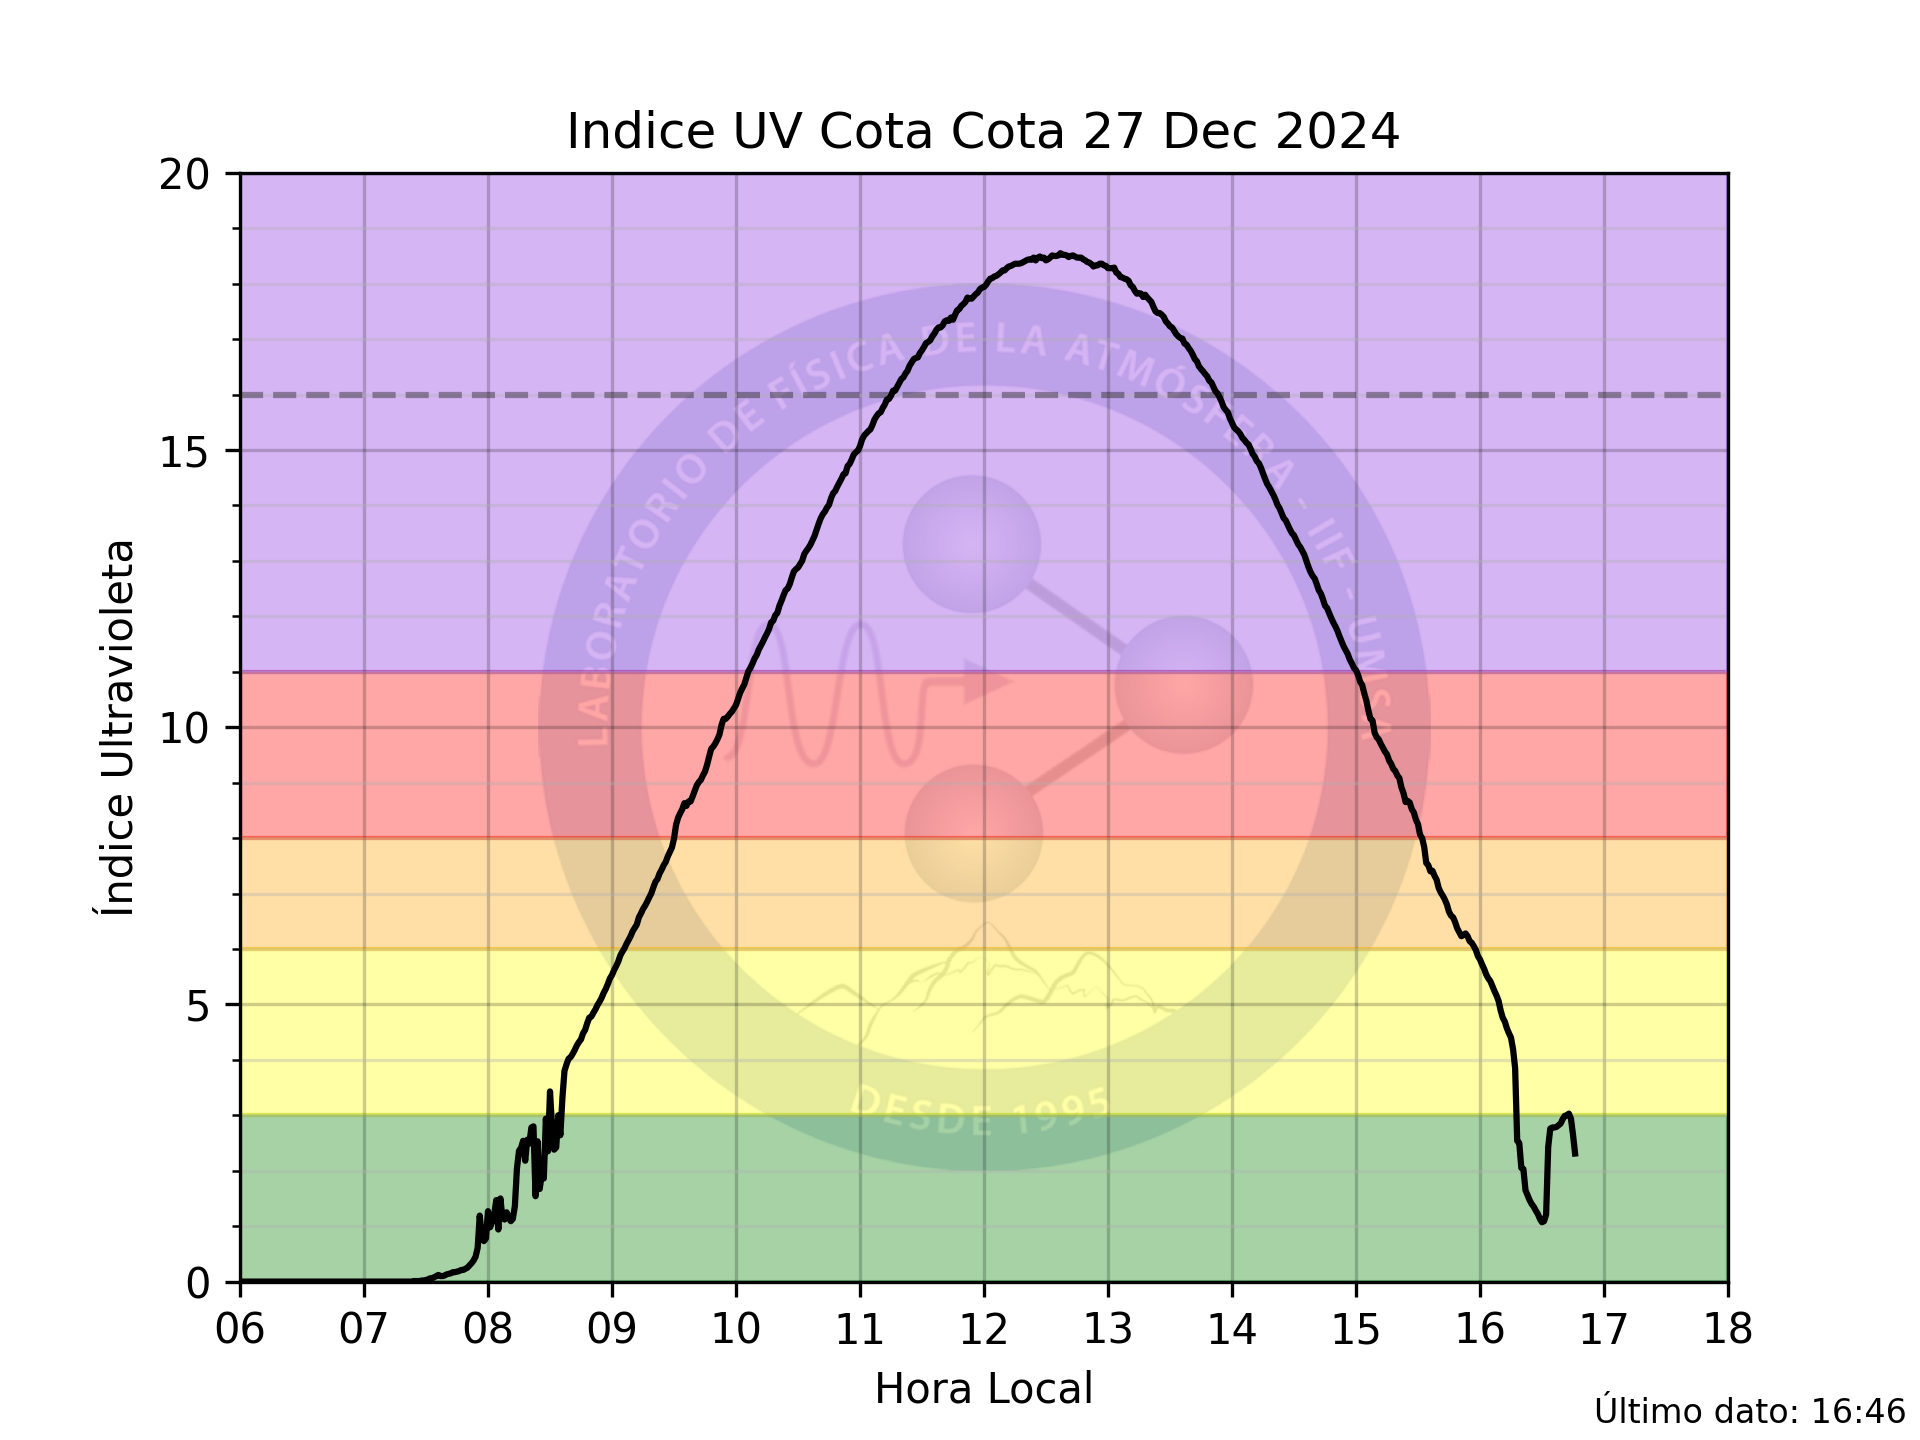 Indice UV Cota Cota 27 Dec 2024
20
15
10
5
0
Índice Ultravioleta
LABORATORIO DE FÍSICA DE LA ATMÓSFERA - IIF - UMSA
DESDE 1995
06 07 08 09 10 11 12 13 14 15 16 17 18
Hora Local
Último dato: 16:46